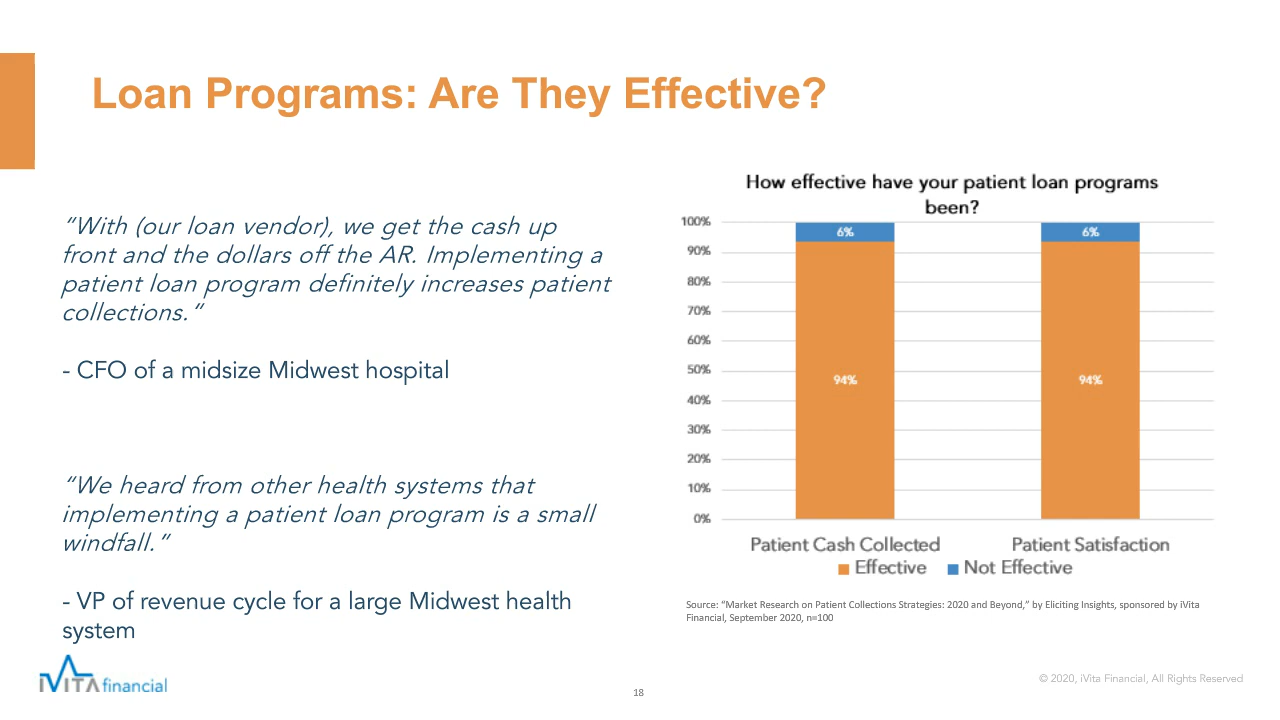 Loan Programs: Are They Effective?
“With (our loan vendor), we get the cash up
front and the dollars off the AR. Implementing a
patient loan program definitely increases patient
collections.“
- CFO of a midsize Midwest hospital
“We heard from other health systems that
implementing a patient loan program is a small
windfall.”
- VP of revenue cycle for a large Midwest health
system
How effective have your patient loan programs
been?
100%
90%
80%
70%
60%
50%
40%
30%
20%
10%
0%
6%
94%
6%
94%
Patient Cash Collected
Patient Satisfaction
Effective
Not Effective
Source: “Market Research on Patient Collections Strategies: 2020 and Beyond,” by Eliciting Insights, sponsored by iVita
Financial, September 2020, n=100
iVITA financial
18
© 2020, iVita Financial, All Rights Reserved